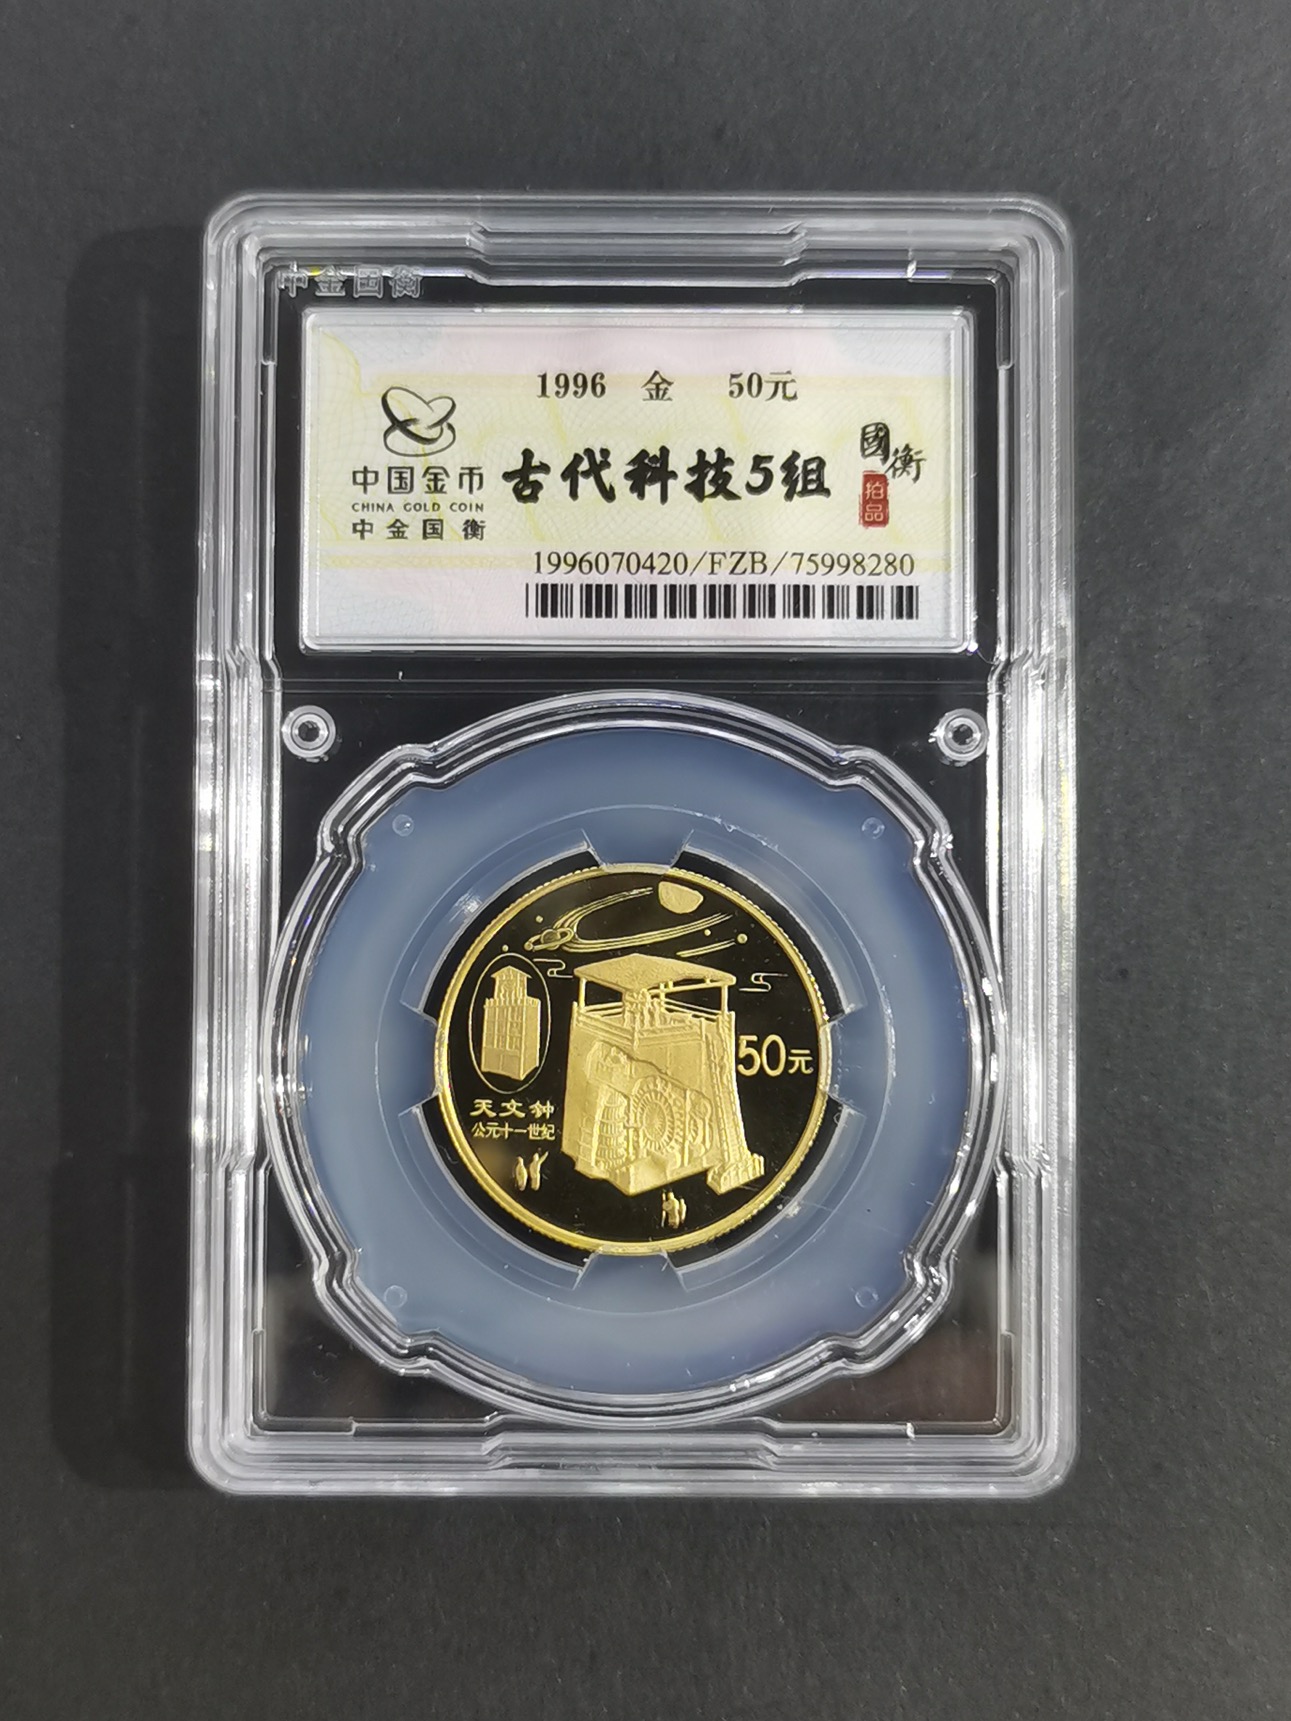 中金国衡
1996 金 50元
中国金币
CHINA GOLD COIN
中金国衡
古代科技5组
國衡
拍品
1996070420/FZB/75998280
50元
天文钟
公元十一世纪